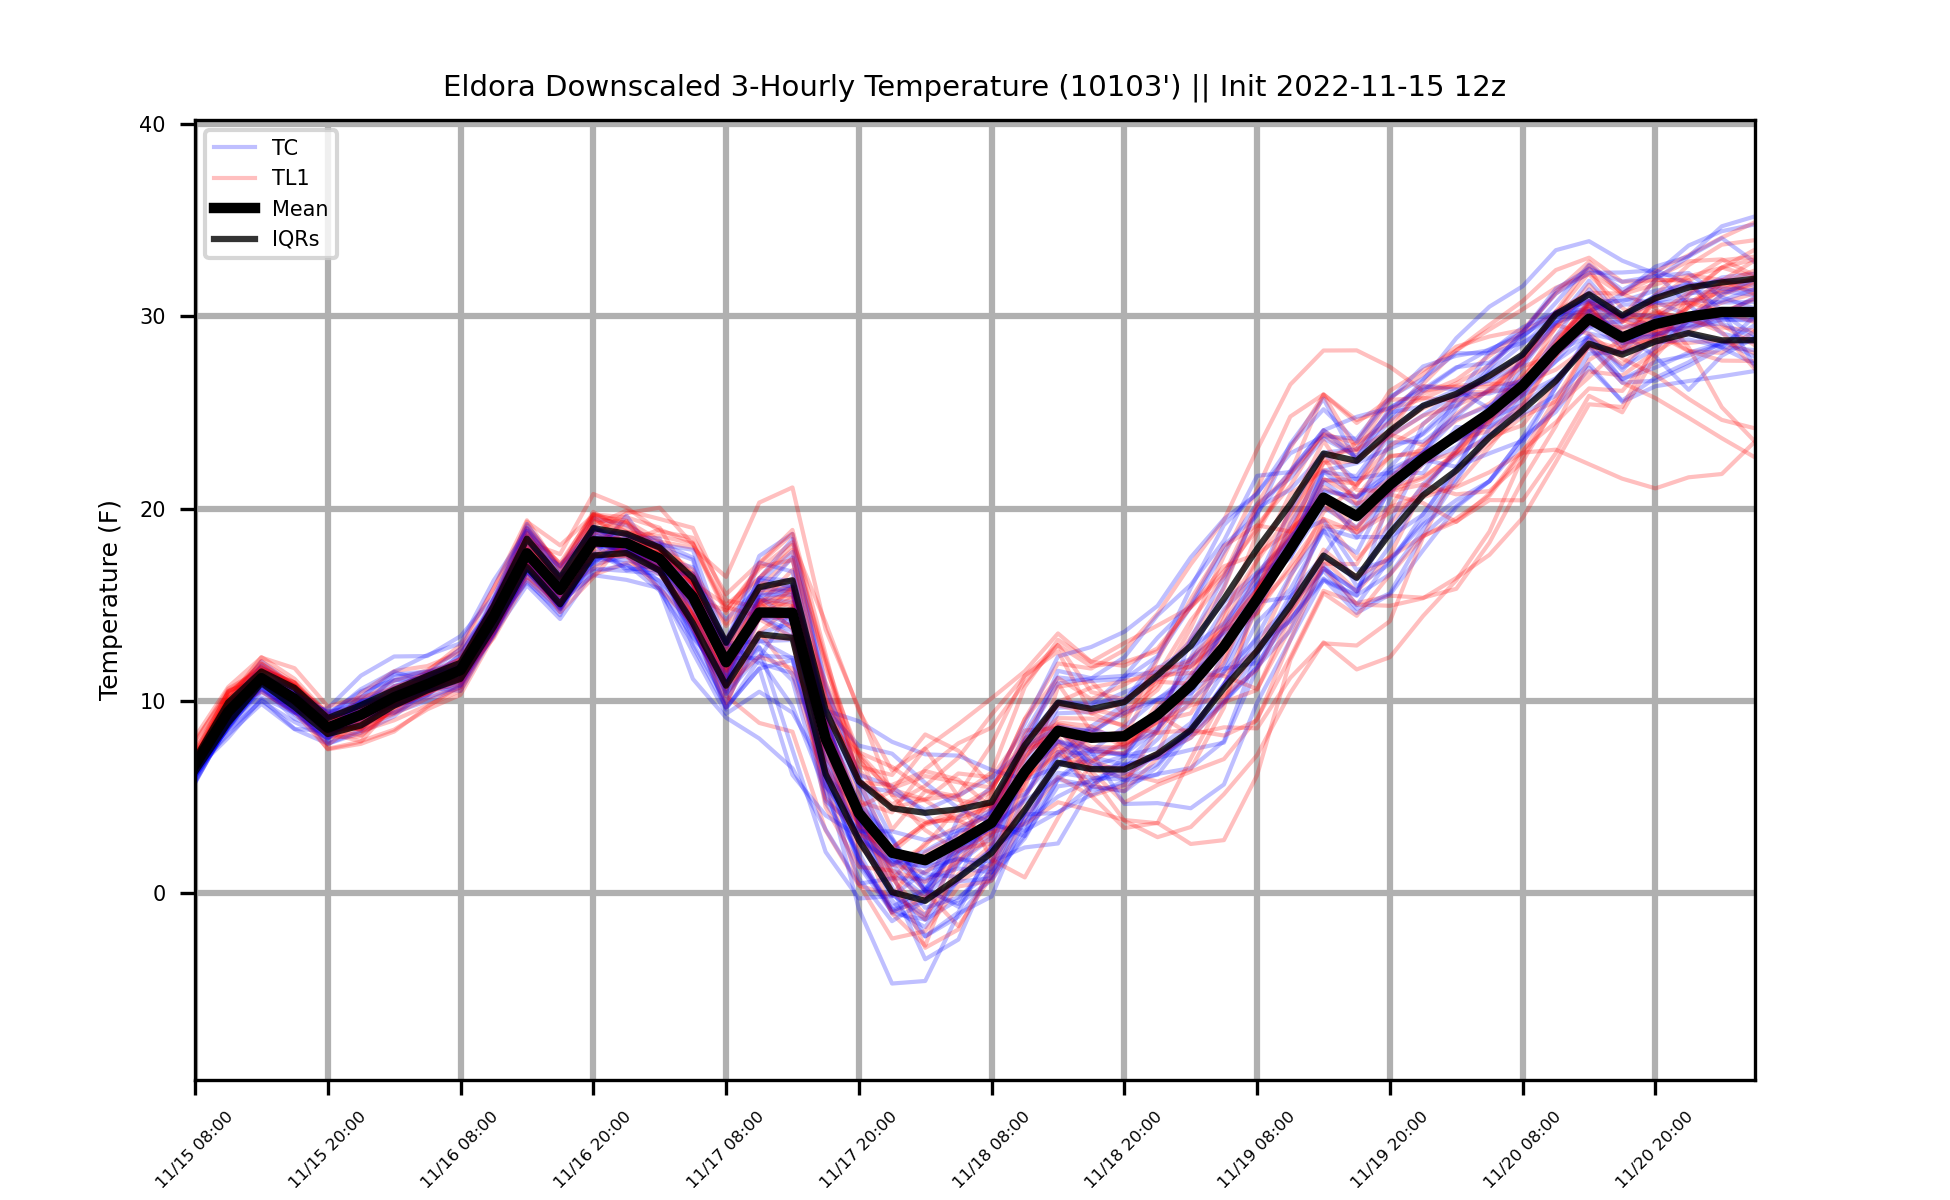 Eldora Downscaled 3-Hourly Temperature (10103') || Init 2022-11-15 12z
TC
TL1
Mean
IQRs
Temperature (F)
40
30
20
10
0
11/15 08:00
11/15 20:00
11/16 08:00
11/16 20:00
11/17 08:00
11/17 20:00
11/18 08:00
11/18 20:00
11/19 08:00
11/19 20:00
11/20 08:00
11/20 20:00